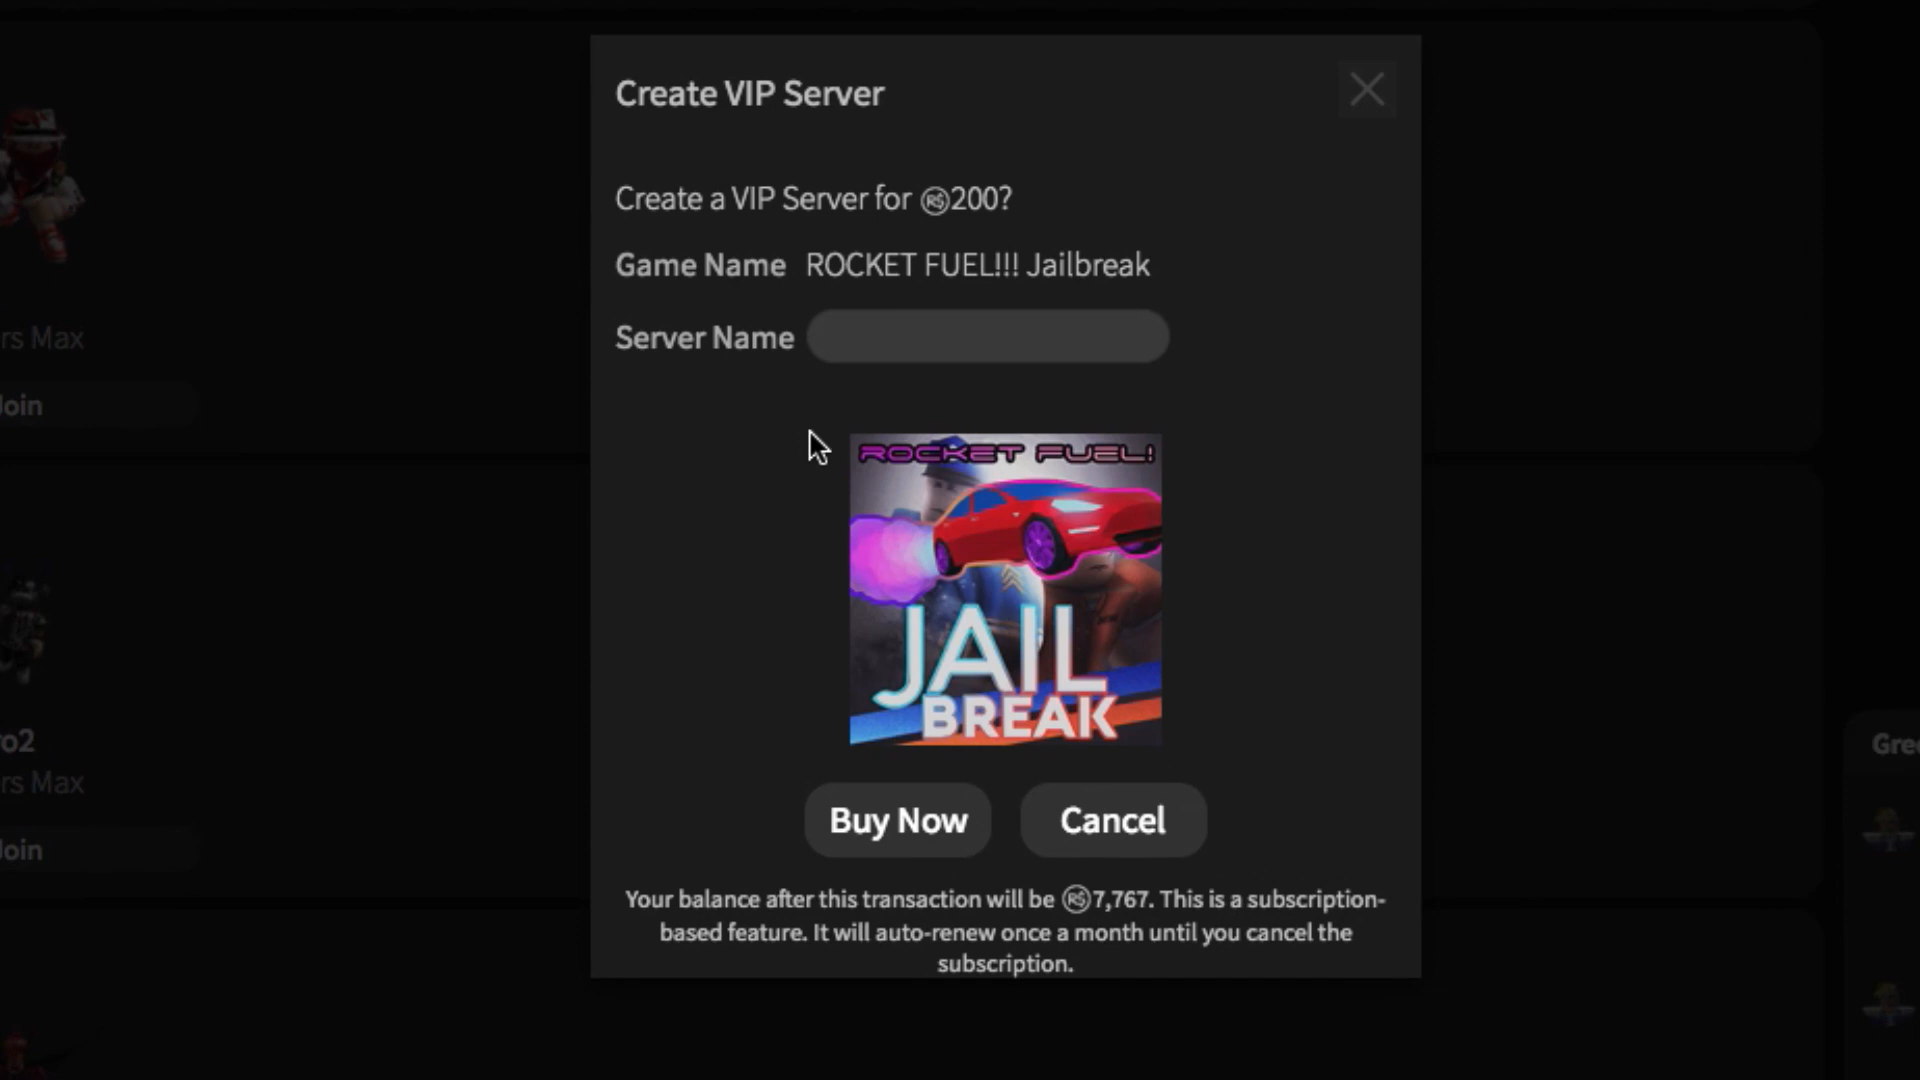 Create VIP Server
Create a VIP Server for R$200?
Game Name ROCKET FUEL!!! Jailbreak
Server Name
rs Max
Join
ROCKET FUEL!
JAIL
BREAK
ro2
rs Max
Join
Gree
Buy Now Cancel
Your balance after this transaction will be R$7,767. This is a subscription-
based feature. It will auto-renew once a month until you cancel the
subscription.